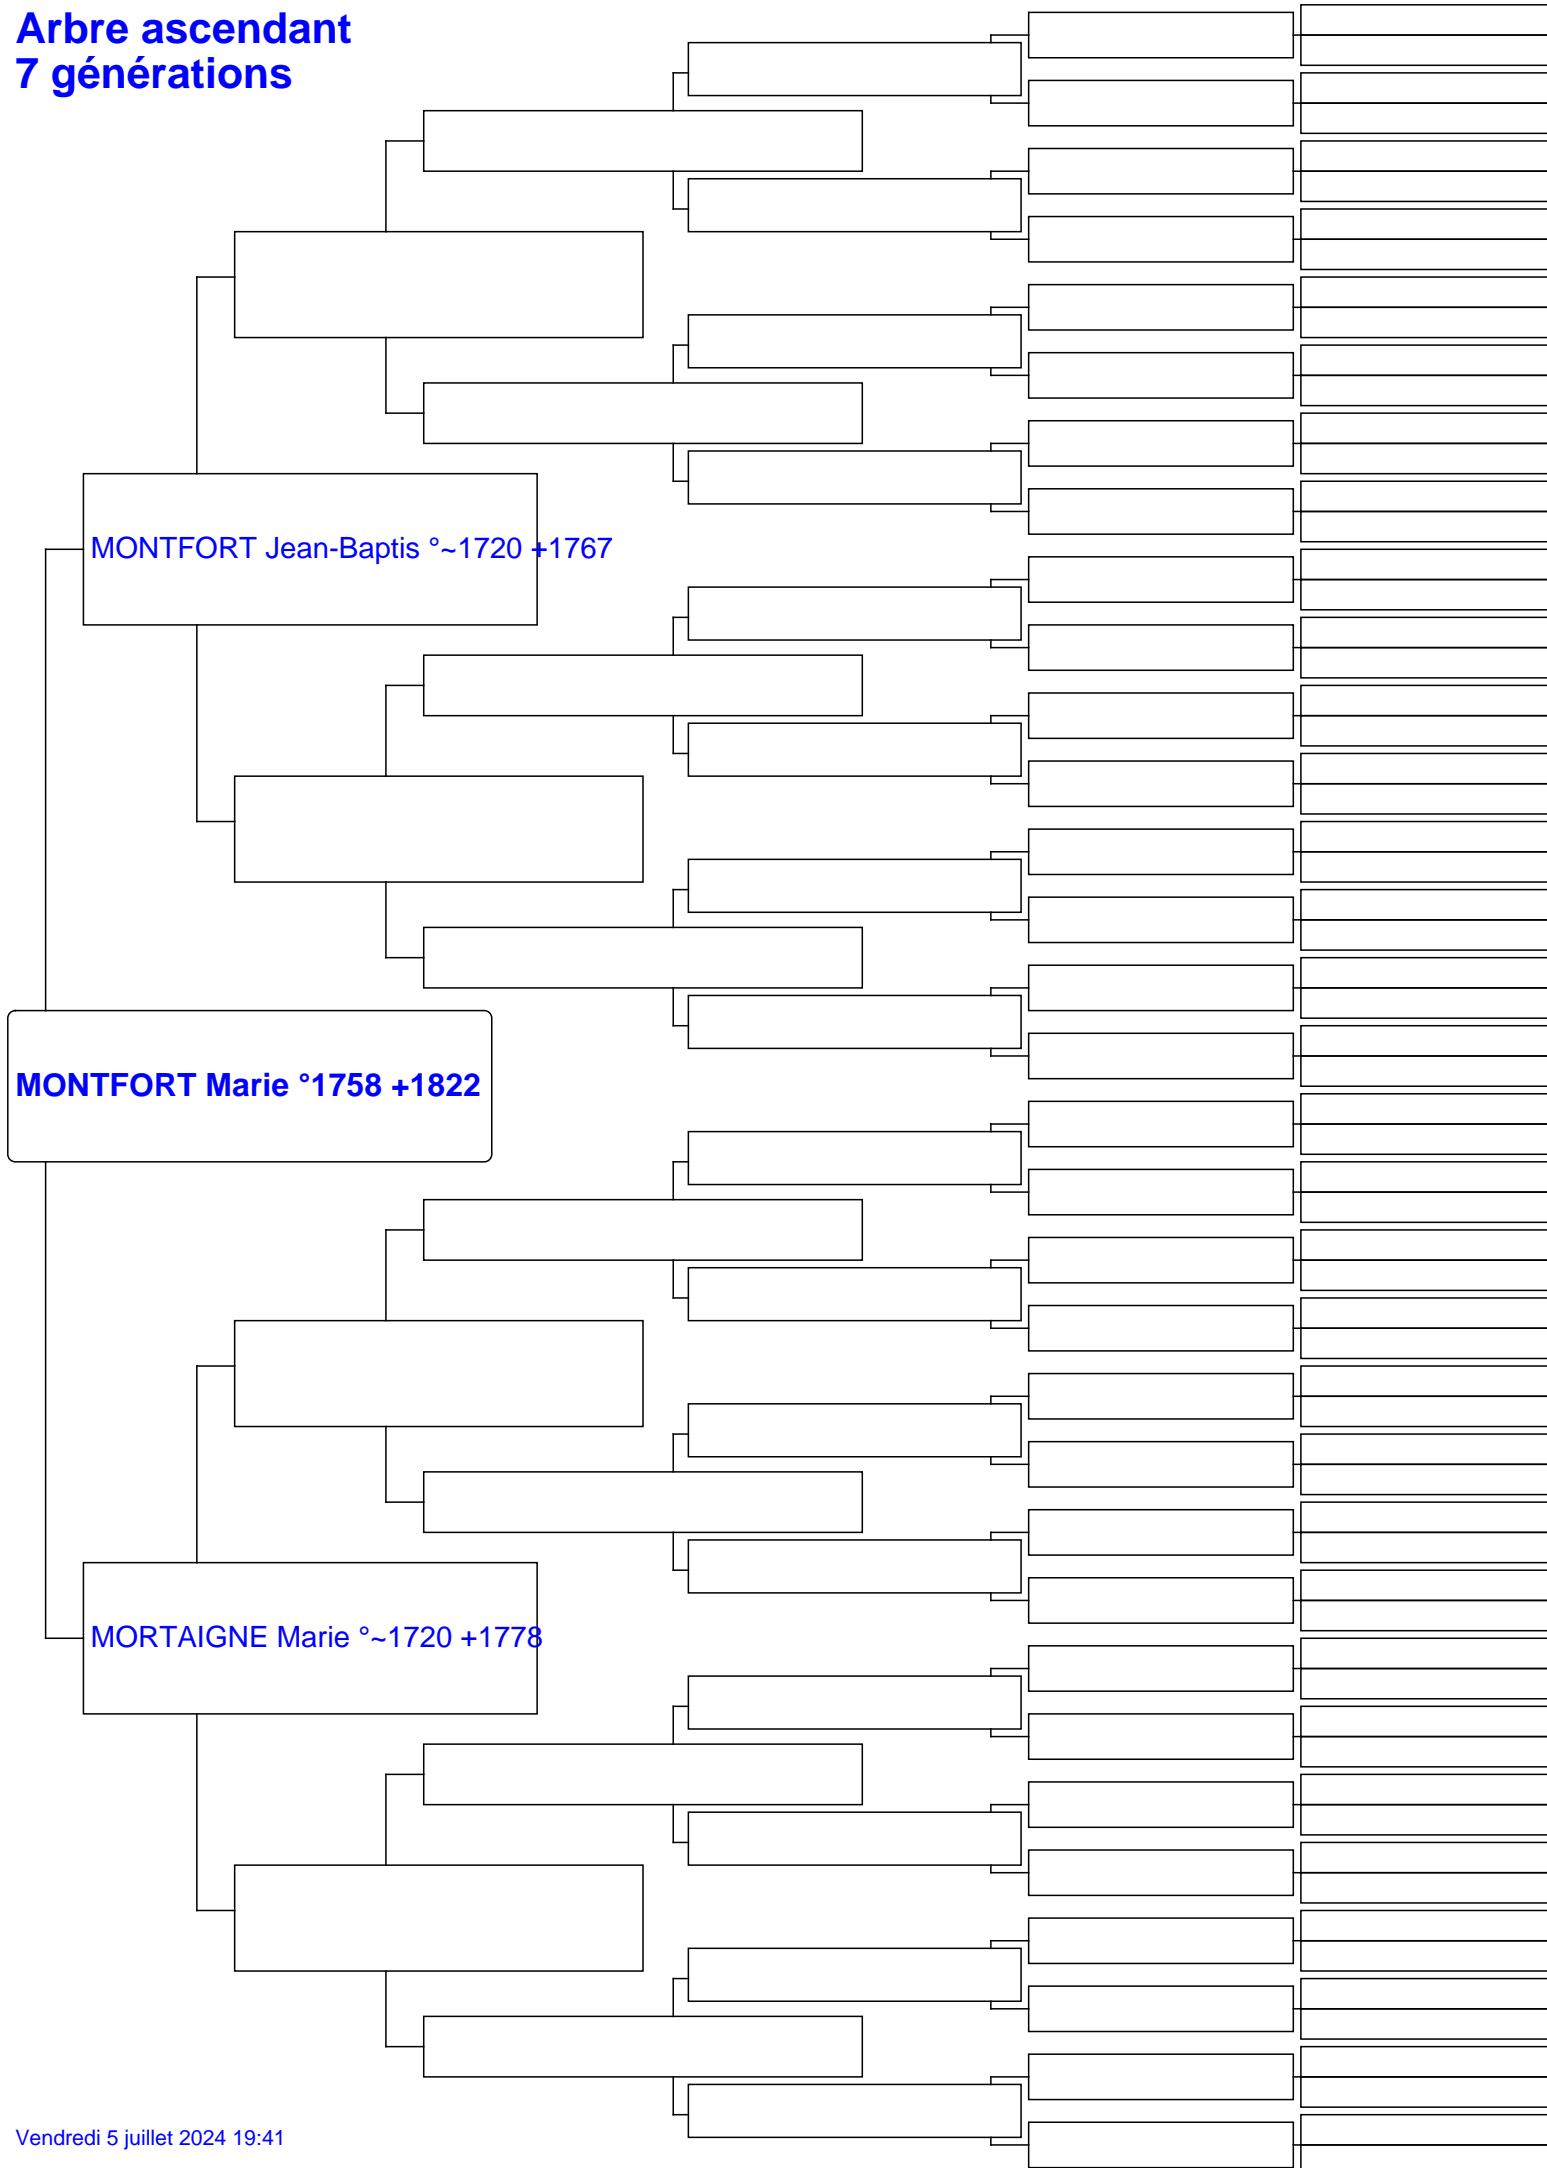 Arbre ascendant
7 générations
MONTFORT Jean-Baptis °~1720 +1767
MONTFORT Marie °1758 +1822
MORTAIGNE Marie °~1720 +1778
Vendredi 5 juillet 2024 19:41